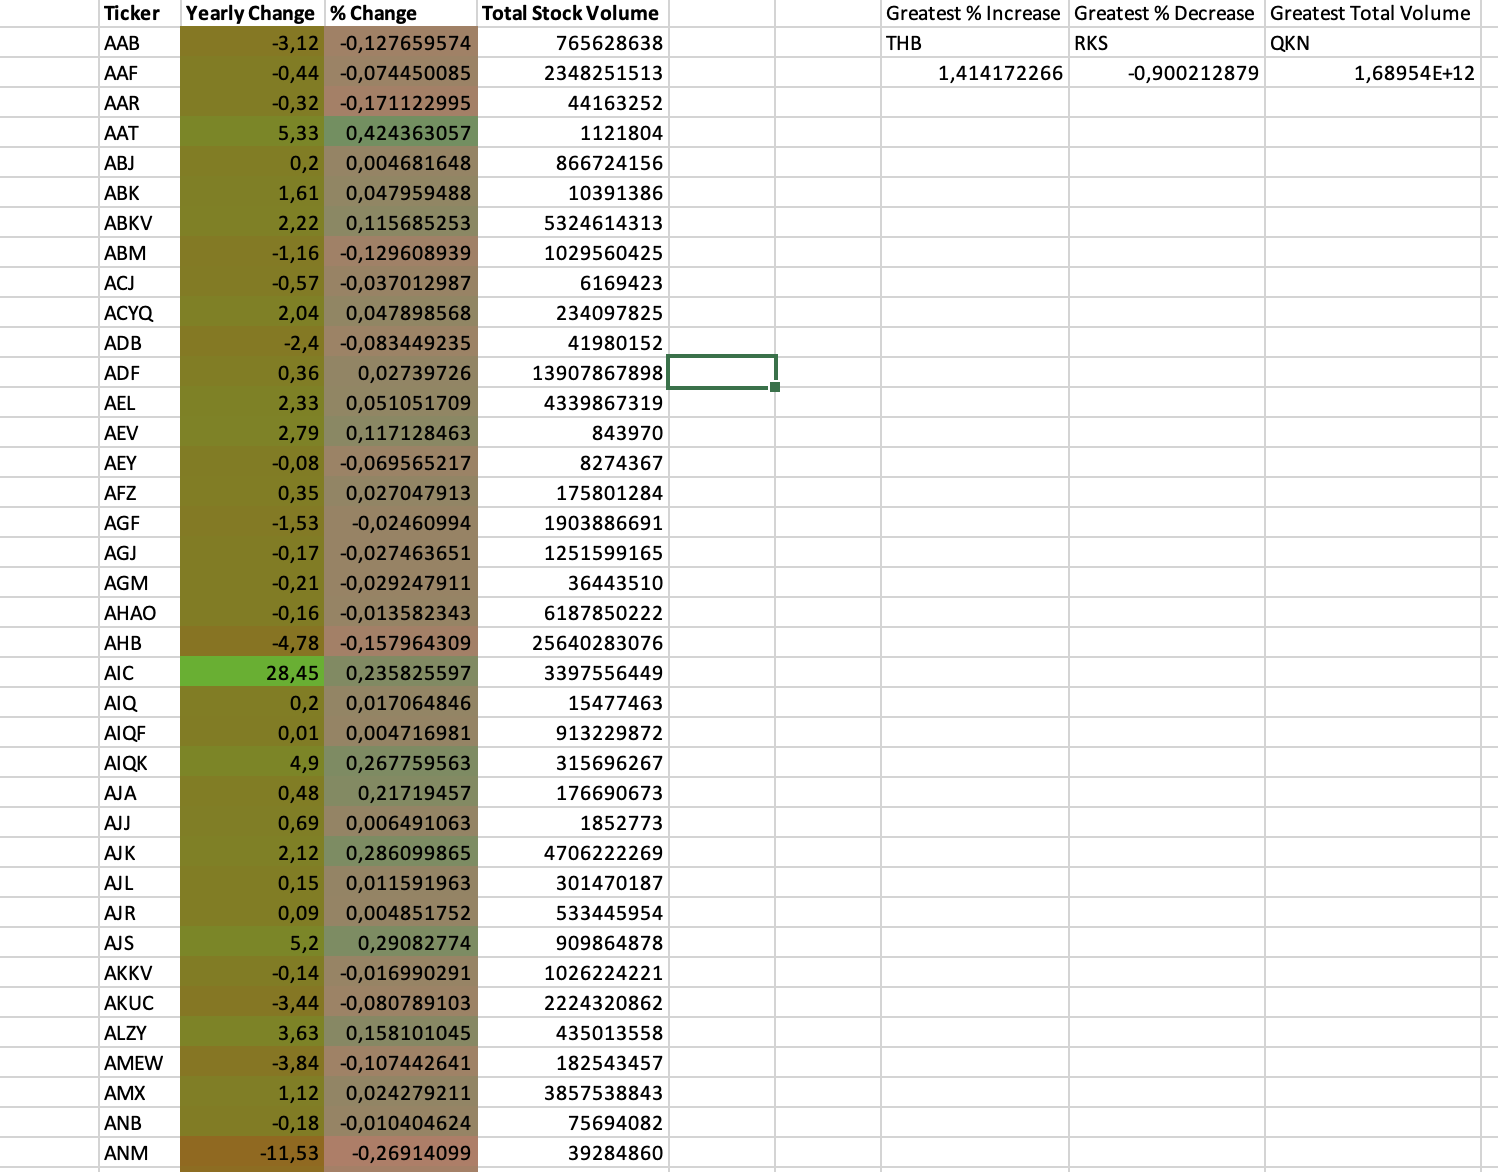 Ticker Yearly Change % Change Total Stock Volume Greatest % Increase Greatest % Decrease Greatest Total Volume
AAB -3,12 -0,127659574 765628638 THB RKS QKN
AAF -0,44 -0,074450085 2348251513 1,414172266 -0,900212879 1,68954E+12
AAR -0,32 -0,171122995 44163252
AAT 5,33 0,424363057 1121804
ABJ 0,2 0,004681648 866724156
ABK 1,61 0,047959488 10391386
ABKV 2,22 0,115685253 5324614313
ABM -1,16 -0,129608939 1029560425
ACJ -0,57 -0,037012987 6169423
ACYQ 2,04 0,047898568 234097825
ADB -2,4 -0,083449235 41980152
ADF 0,36 0,02739726 13907867898
AEL 2,33 0,051051709 4339867319
AEV 2,79 0,117128463 843970
AEY -0,08 -0,069565217 8274367
AFZ 0,35 0,027047913 175801284
AGF -1,53 -0,02460994 1903886691
AGJ -0,17 -0,027463651 1251599165
AGM -0,21 -0,029247911 36443510
AHAO -0,16 -0,013582343 6187850222
AHB -4,78 -0,157964309 25640283076
AIC 28,45 0,235825597 3397556449
AIQ 0,2 0,017064846 15477463
AIQF 0,01 0,004716981 913229872
AIQK 4,9 0,267759563 315696267
AJA 0,48 0,21719457 176690673
AJJ 0,69 0,006491063 1852773
AJK 2,12 0,286099865 4706222269
AJL 0,15 0,011591963 301470187
AJR 0,09 0,004851752 533445954
AJS 5,2 0,29082774 909864878
AKKV -0,14 -0,016990291 1026224221
AKUC -3,44 -0,080789103 2224320862
ALZY 3,63 0,158101045 435013558
AMEW -3,84 -0,107442641 182543457
AMX 1,12 0,024279211 3857538843
ANB -0,18 -0,010404624 75694082
ANM -11,53 -0,26914099 39284860